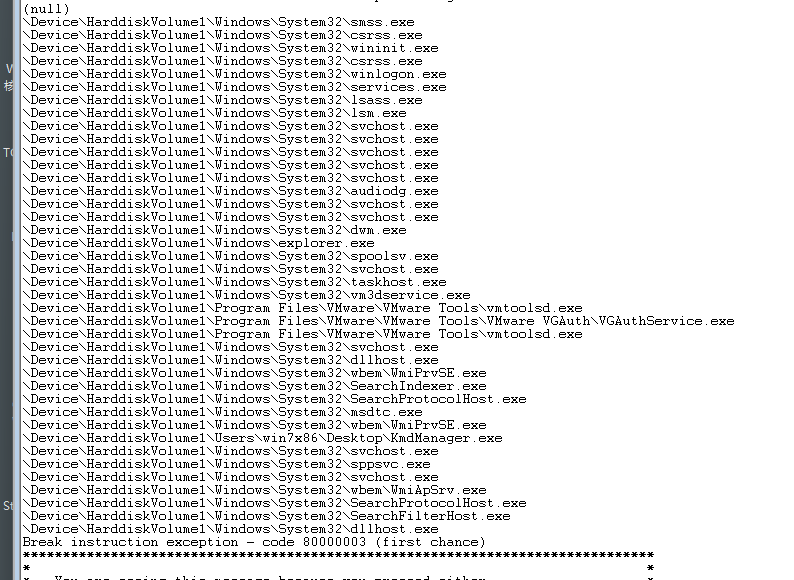 (null)
\Device\HarddiskVolume1\Windows\System32\smss.exe
\Device\HarddiskVolume1\Windows\System32\csrss.exe
\Device\HarddiskVolume1\Windows\System32\wininit.exe
\Device\HarddiskVolume1\Windows\System32\csrss.exe
\Device\HarddiskVolume1\Windows\System32\winlogon.exe
\Device\HarddiskVolume1\Windows\System32\services.exe
\Device\HarddiskVolume1\Windows\System32\lsass.exe
\Device\HarddiskVolume1\Windows\System32\lsm.exe
\Device\HarddiskVolume1\Windows\System32\svchost.exe
\Device\HarddiskVolume1\Windows\System32\svchost.exe
\Device\HarddiskVolume1\Windows\System32\svchost.exe
\Device\HarddiskVolume1\Windows\System32\svchost.exe
\Device\HarddiskVolume1\Windows\System32\svchost.exe
\Device\HarddiskVolume1\Windows\System32\audiodg.exe
\Device\HarddiskVolume1\Windows\System32\svchost.exe
\Device\HarddiskVolume1\Windows\System32\svchost.exe
\Device\HarddiskVolume1\Windows\System32\dwm.exe
\Device\HarddiskVolume1\Windows\explorer.exe
\Device\HarddiskVolume1\Windows\System32\spoolsv.exe
\Device\HarddiskVolume1\Windows\System32\svchost.exe
\Device\HarddiskVolume1\Windows\System32\taskhost.exe
\Device\HarddiskVolume1\Windows\System32\vm3dservice.exe
\Device\HarddiskVolume1\Program Files\VMware\VMware Tools\vmtoolsd.exe
\Device\HarddiskVolume1\Program Files\VMware\VMware Tools\VMware VGAuth\VGAuthService.exe
\Device\HarddiskVolume1\Program Files\VMware\VMware Tools\vmtoolsd.exe
\Device\HarddiskVolume1\Windows\System32\svchost.exe
\Device\HarddiskVolume1\Windows\System32\dllhost.exe
\Device\HarddiskVolume1\Windows\System32\wbem\WmiPrvSE.exe
\Device\HarddiskVolume1\Windows\System32\SearchIndexer.exe
\Device\HarddiskVolume1\Windows\System32\SearchProtocolHost.exe
\Device\HarddiskVolume1\Windows\System32\msdtc.exe
\Device\HarddiskVolume1\Windows\System32\wbem\WmiPrvSE.exe
\Device\HarddiskVolume1\Users\win7x86\Desktop\KmdManager.exe
\Device\HarddiskVolume1\Windows\System32\svchost.exe
\Device\HarddiskVolume1\Windows\System32\sppsvc.exe
\Device\HarddiskVolume1\Windows\System32\svchost.exe
\Device\HarddiskVolume1\Windows\System32\wbem\WmiApSrv.exe
\Device\HarddiskVolume1\Windows\System32\SearchProtocolHost.exe
\Device\HarddiskVolume1\Windows\System32\SearchFilterHost.exe
\Device\HarddiskVolume1\Windows\System32\dllhost.exe
Break instruction exception - code 80000003 (first chance)
*******************************************************************************
* *